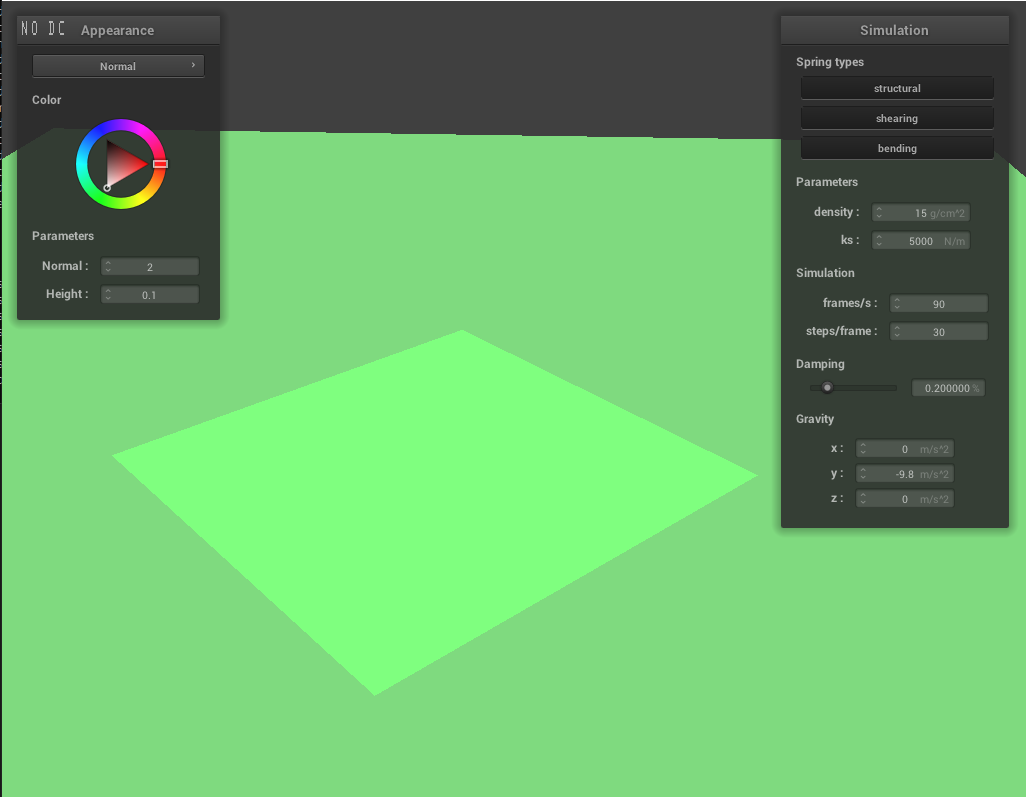 NO DC
Appearance
Normal
Color
Parameters
Normal :
2
Height :
0.1
Simulation
Spring types
structural
shearing
bending
Parameters
density :
15 g/cm^2
ks :
5000 N/m
Simulation
frames/s :
90
steps/frame :
30
Damping
0.200000 %
Gravity
x :
0 m/s^2
y :
-9.8 m/s^2
z :
0 m/s^2